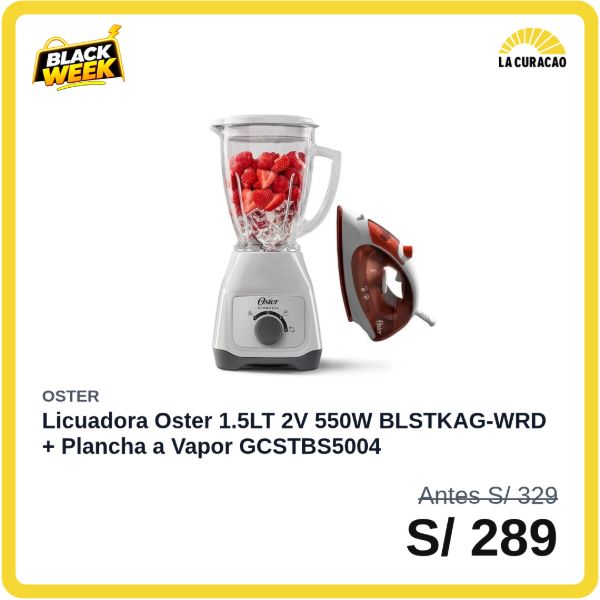 BLACK
WEEK
LA CURACAO
Oster
OSTER
Licuadora Oster 1.5LT 2V 550W BLSTKAG-WRD
+ Plancha a Vapor GCSTBS5004
Antes S/ 329
S/ 289